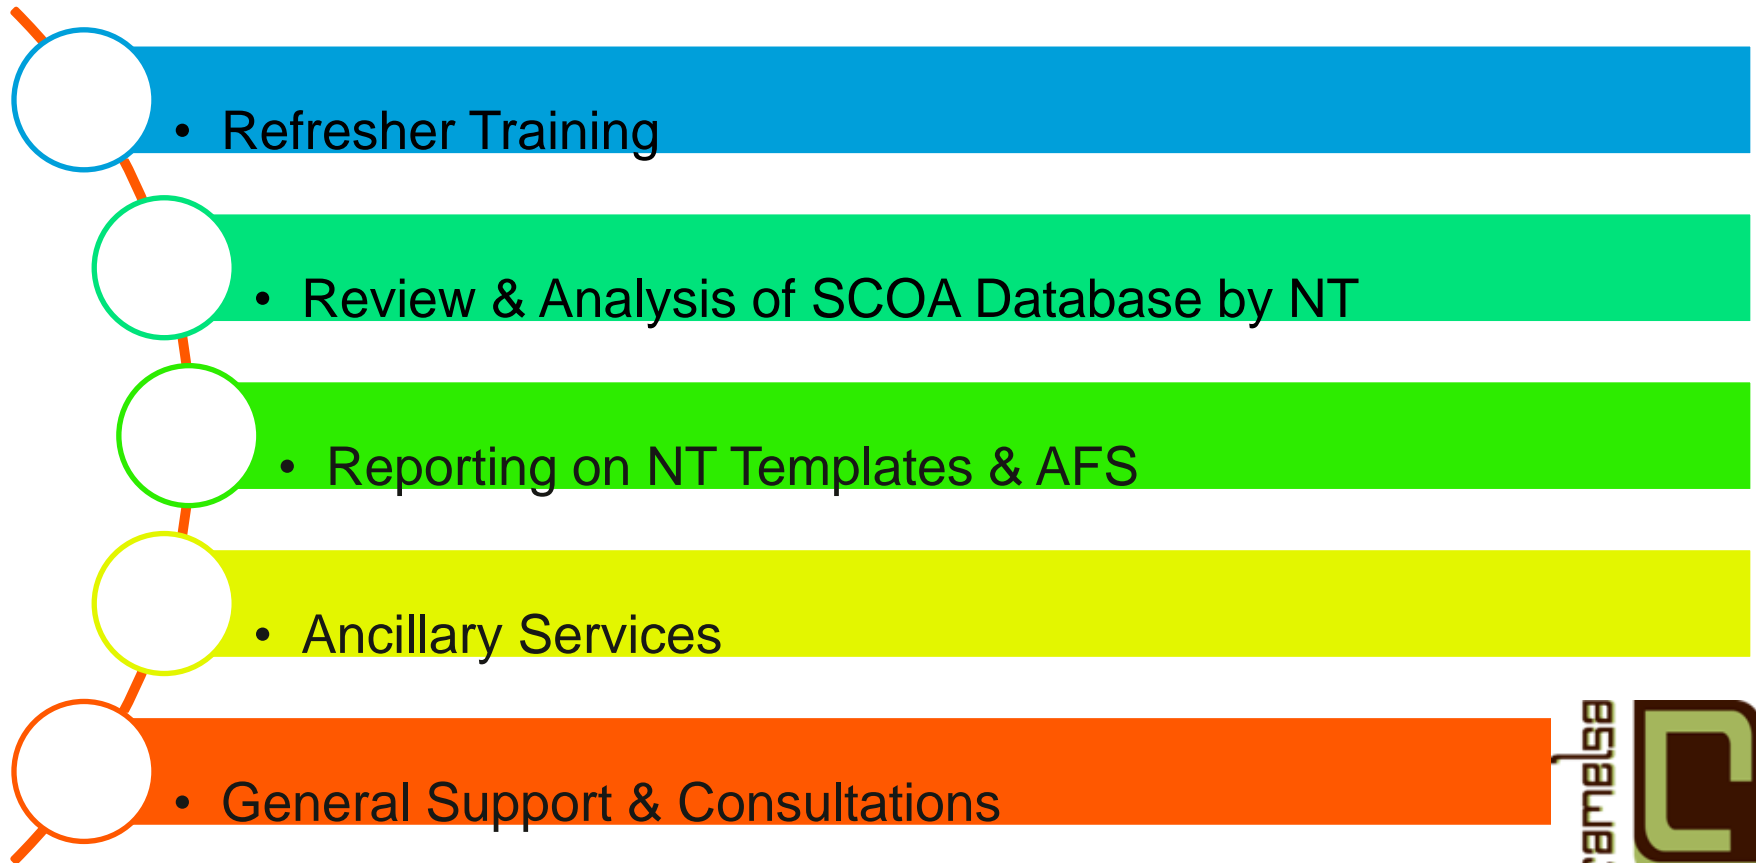 • Refresher Training
• Review & Analysis of SCOA Database by NT
• Reporting on NT Templates & AFS
• Ancillary Services
• General Support & Consultations